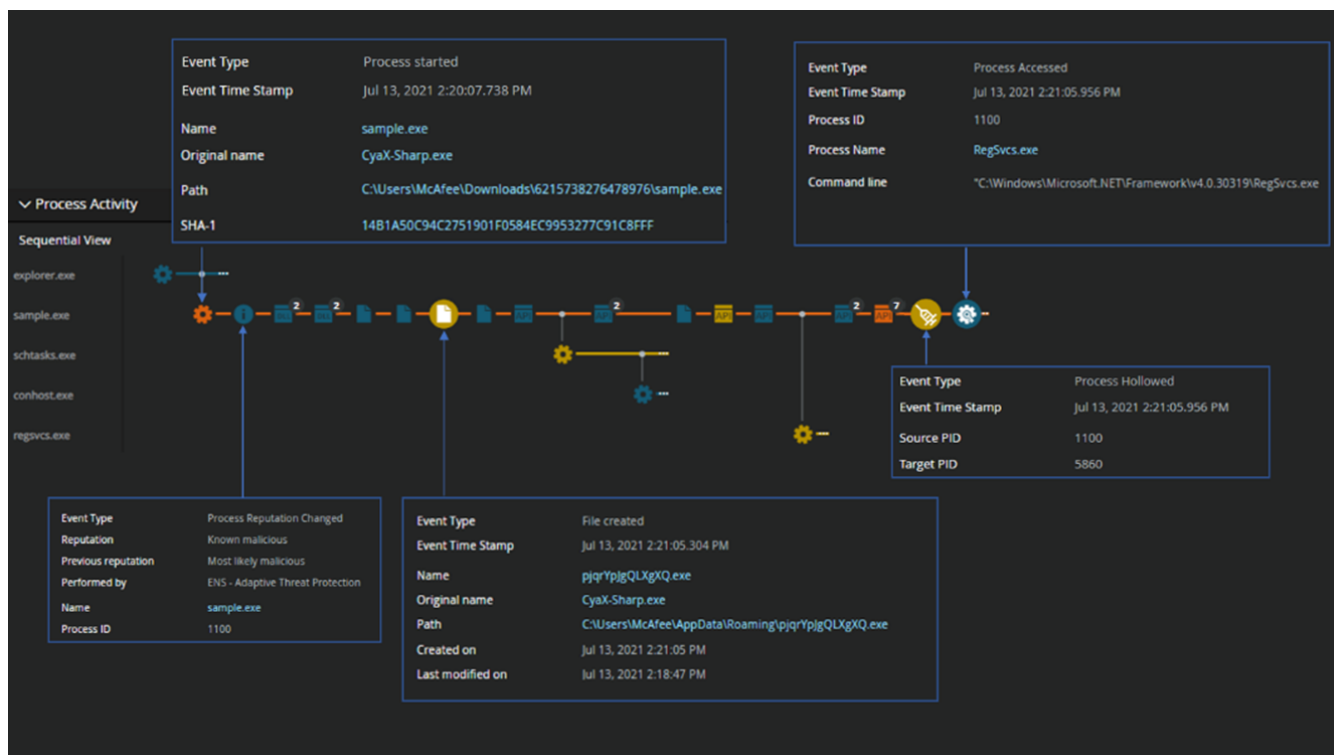 Event Type Process started
Event Time Stamp Jul 13, 2021 2:20:07.738 PM
Name sample.exe
Original name CyaX-Sharp.exe
Path C:\Users\McAfee\Downloads\6215738276478976\sample.exe
SHA-1 14B1A50C94C2751901F0584EC9953277C91C8FFF
Event Type Process Accessed
Event Time Stamp Jul 13, 2021 2:21:05.956 PM
Process ID 1100
Process Name RegSvcs.exe
Command line "C:\Windows\Microsoft.NET\Framework\v4.0.30319\RegSvcs.exe
Process Activity
Sequential View
explorer.exe
sample.exe
2 2 API 2 API API 2 API 7
schtasks.exe
conhost.exe
regsvcs.exe
Event Type Process Hollowed
Event Time Stamp Jul 13, 2021 2:21:05.956 PM
Source PID 1100
Target PID 5860
Event Type Process Reputation Changed
Reputation Known malicious
Previous reputation Most likely malicious
Performed by ENS - Adaptive Threat Protection
Name sample.exe
Process ID 1100
Event Type File created
Event Time Stamp Jul 13, 2021 2:21:05.304 PM
Name pjqrYpJgQLXgXQ.exe
Original name CyaX-Sharp.exe
Path C:\Users\McAfee\AppData\Roaming\pjqrYpJgQLXgXQ.exe
Created on Jul 13, 2021 2:21:05 PM
Last modified on Jul 13, 2021 2:18:47 PM